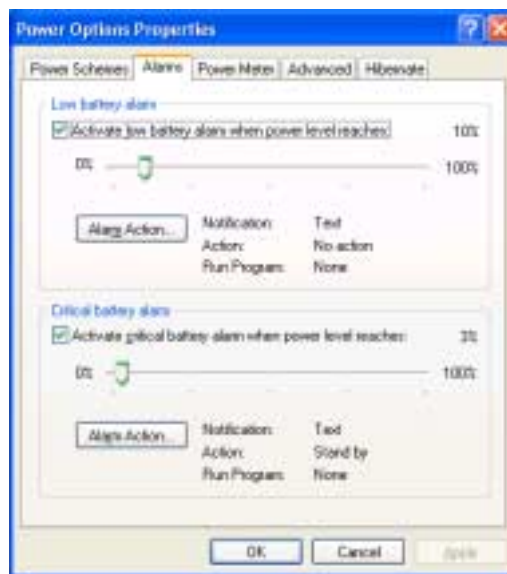 Power Options Properties
Power Schemes Alarms Power Meter Advanced Hibernate
Low battery alarm
Activate low battery alarm when power level reaches: 10%
0% 100%
Alarm Action... Notification: Text
Action: No action
Run Program: None
Critical battery alarm
Activate critical battery alarm when power level reaches: 3%
0% 100%
Alarm Action... Notification: Text
Action: Stand by
Run Program: None
OK Cancel Apply